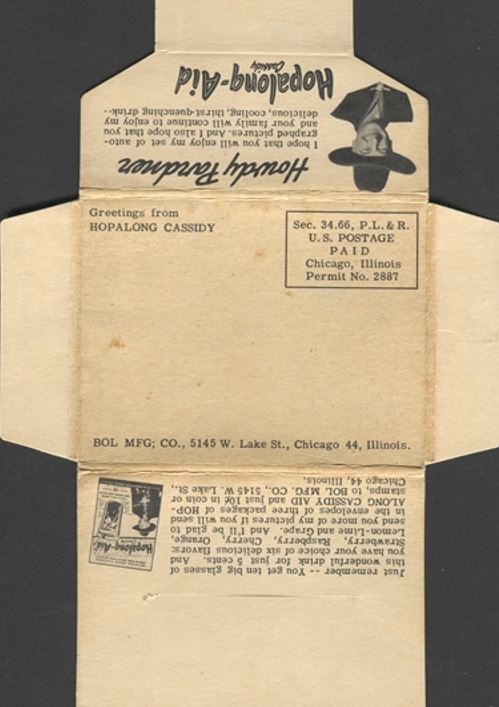 Howdy Pardner
I hope that you will enjoy my set of auto-
graphed pictures. And I also hope that you
and your family will continue to enjoy my
delicious, cooling, thirst-quenching drink--
Hopalong-Aid
Cassidy
Greetings from
HOPALONG CASSIDY
Sec. 34.66, P.L. & R.
U.S. POSTAGE
PAID
Chicago, Illinois
Permit No. 2887
BOL MFG; CO., 5145 W. Lake St., Chicago 44, Illinois.
Just remember -- You get ten big glasses of
this wonderful drink for just 5 cents. And
you have your choice of six delicious flavors:
Strawberry, Raspberry, Cherry, Orange,
Lemon-Lime and Grape. And I'll be glad to
send you more of my pictures if you will send
in the envelopes of three packages of HOP-
ALONG CASSIDY AID and just 10¢ in coin or
stamps, to BOL MFG. CO., 5145 W. Lake St.,
Chicago 44, Illinois.
Hopalong-Aid